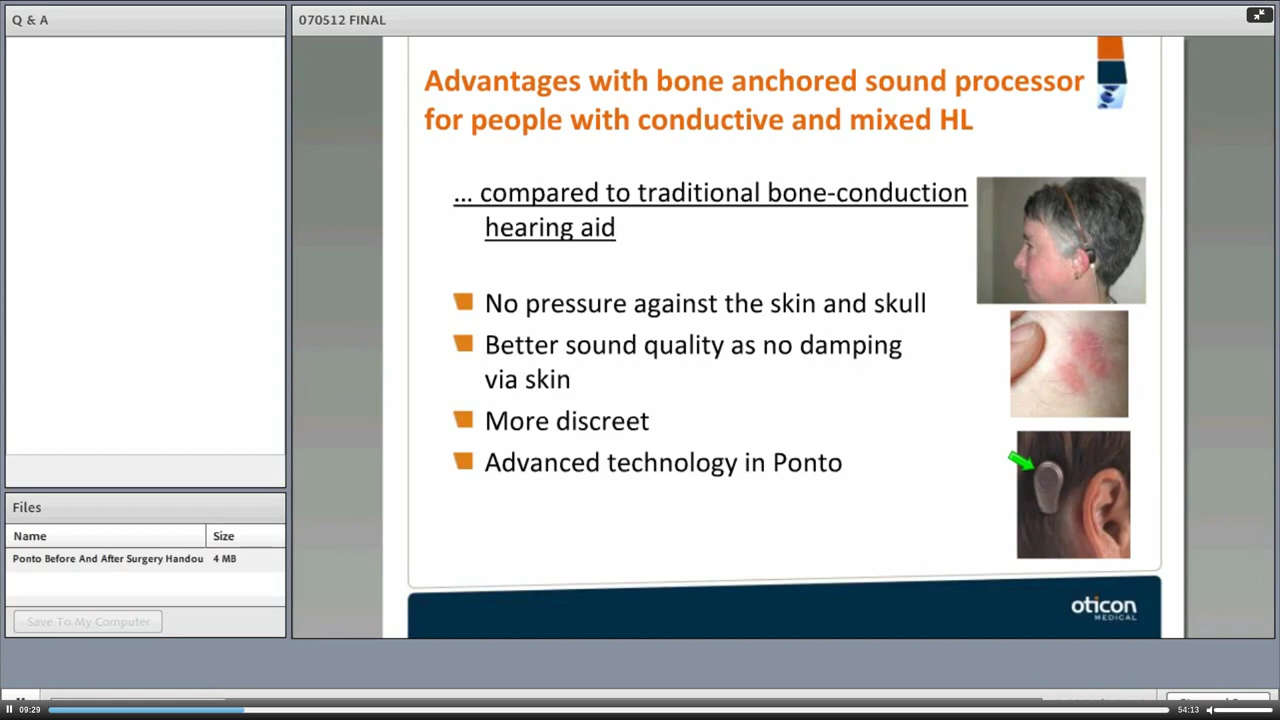 Q & A
070512 FINAL
Advantages with bone anchored sound processor
for people with conductive and mixed HL
... compared to traditional bone-conduction
hearing aid
No pressure against the skin and skull
Better sound quality as no damping
via skin
More discreet
Advanced technology in Ponto
oticon
MEDICAL
Files
Name Size
Ponto Before And After Surgery Handou 4 MB
Save To My Computer
09:29 54:13